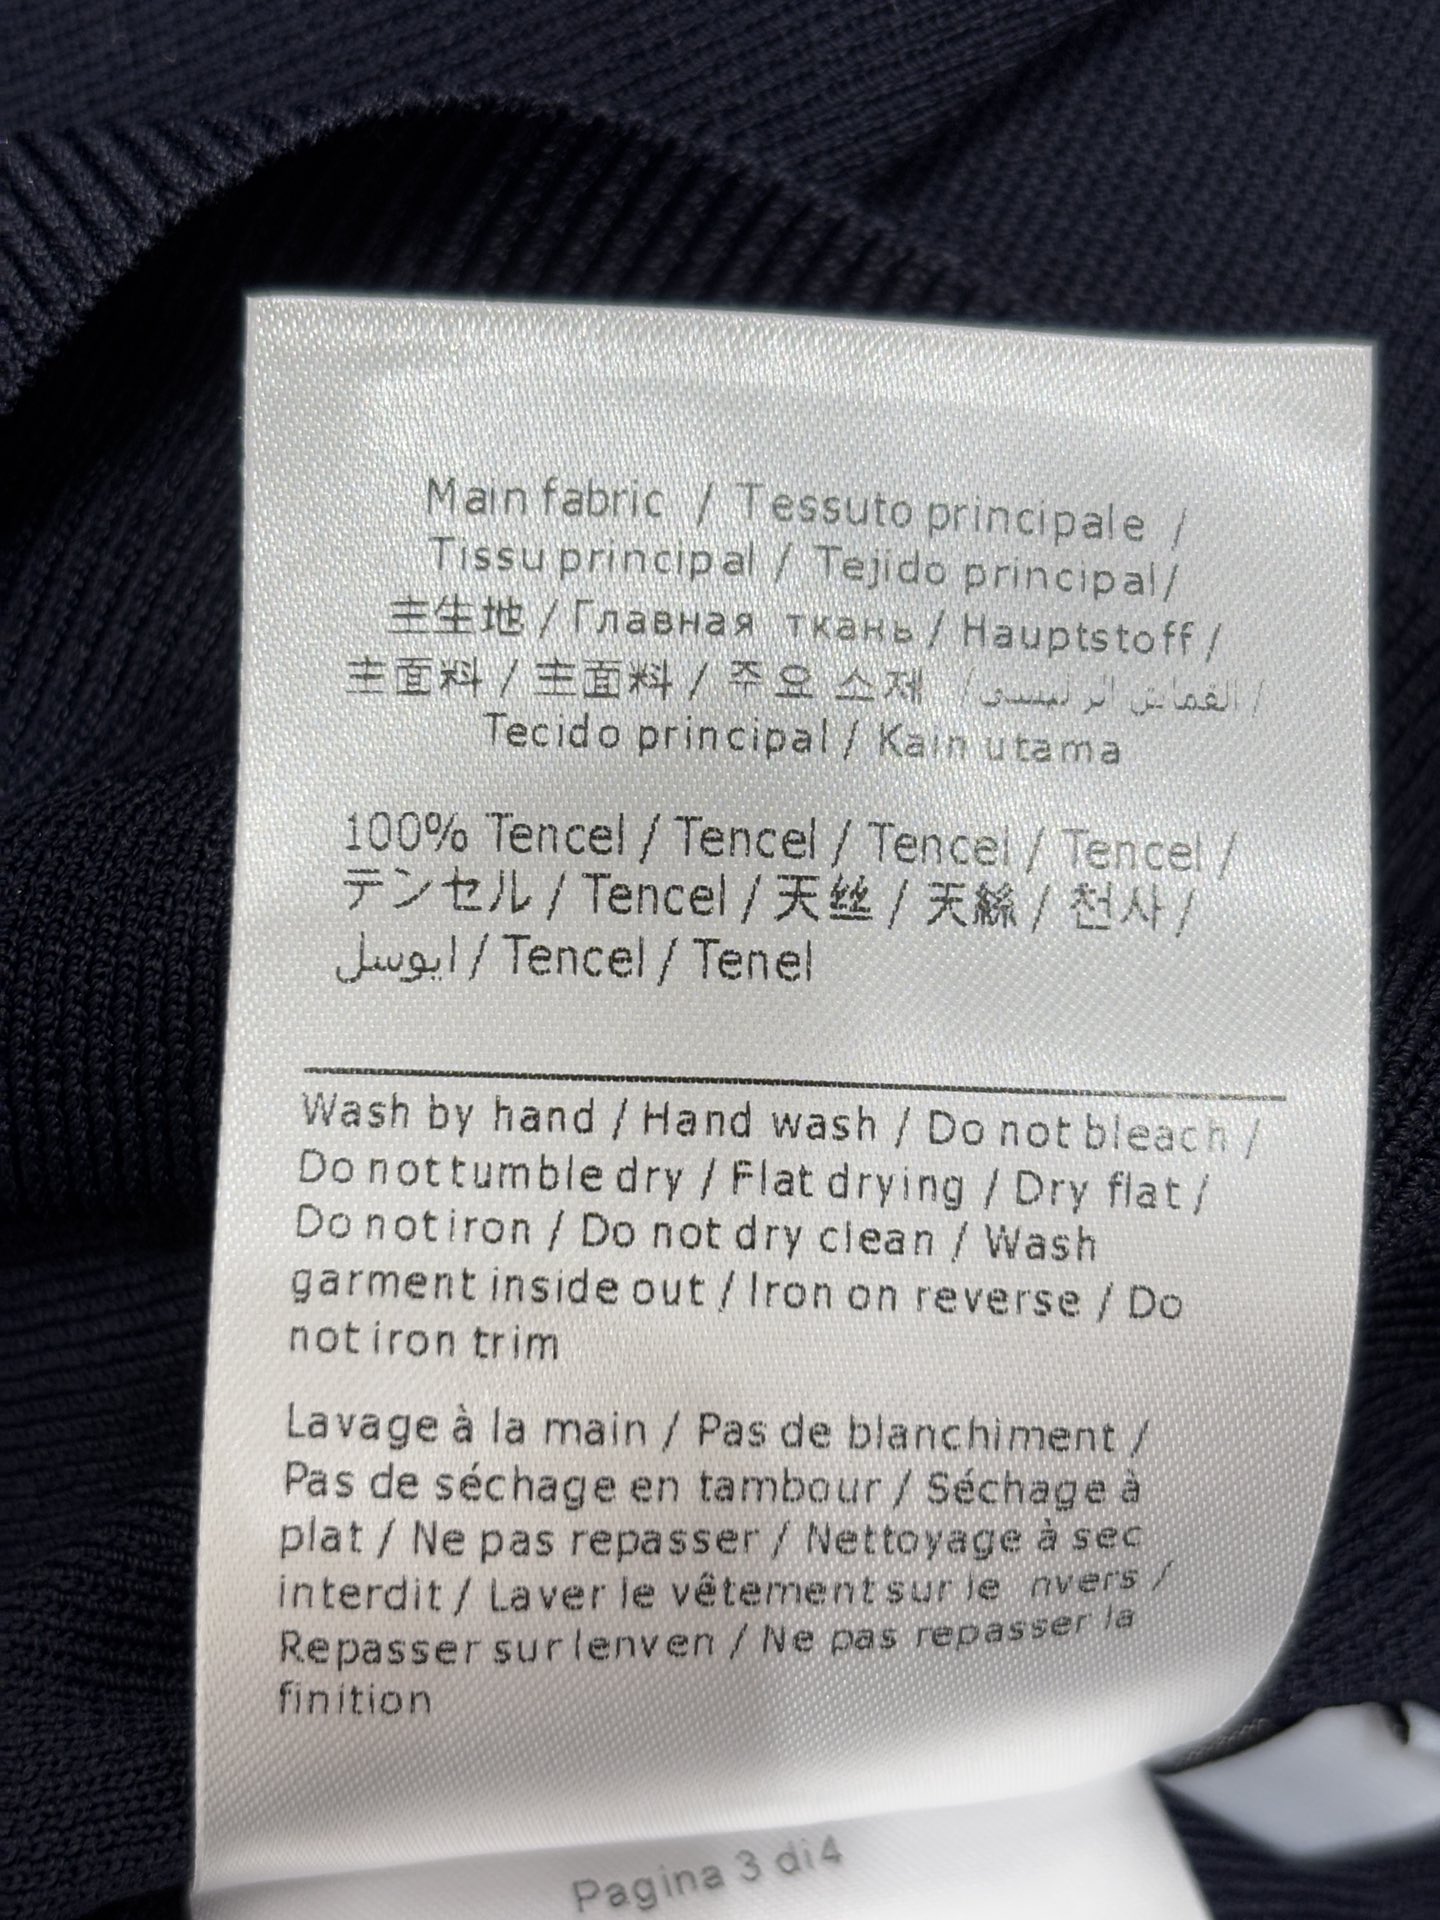 Main fabric / Tessuto principale /
Tissu principal / Tejido principal/
主生地 / Главная ткань / Hauptstoff /
主面料 / 主面料 / 주요 소재 / القماش الرئيسي /
Tecido principal / Kain utama
100% Tencel / Tencel / Tencel / Tencel /
テンセル / Tencel / 天丝 / 天絲 / 천사 /
ايوسل / Tencel / Tenel
Wash by hand / Hand wash / Do not bleach /
Do not tumble dry / Flat drying / Dry flat /
Do not iron / Do not dry clean / Wash
garment inside out / Iron on reverse / Do
not iron trim
Lavage à la main / Pas de blanchiment /
Pas de séchage en tambour / Séchage à
plat / Ne pas repasser / Nettoyage à sec
interdit / Laver le vêtement sur le nvers /
Repasser sur lenven / Ne pas repasser la
finition
Pagina 3 di 4